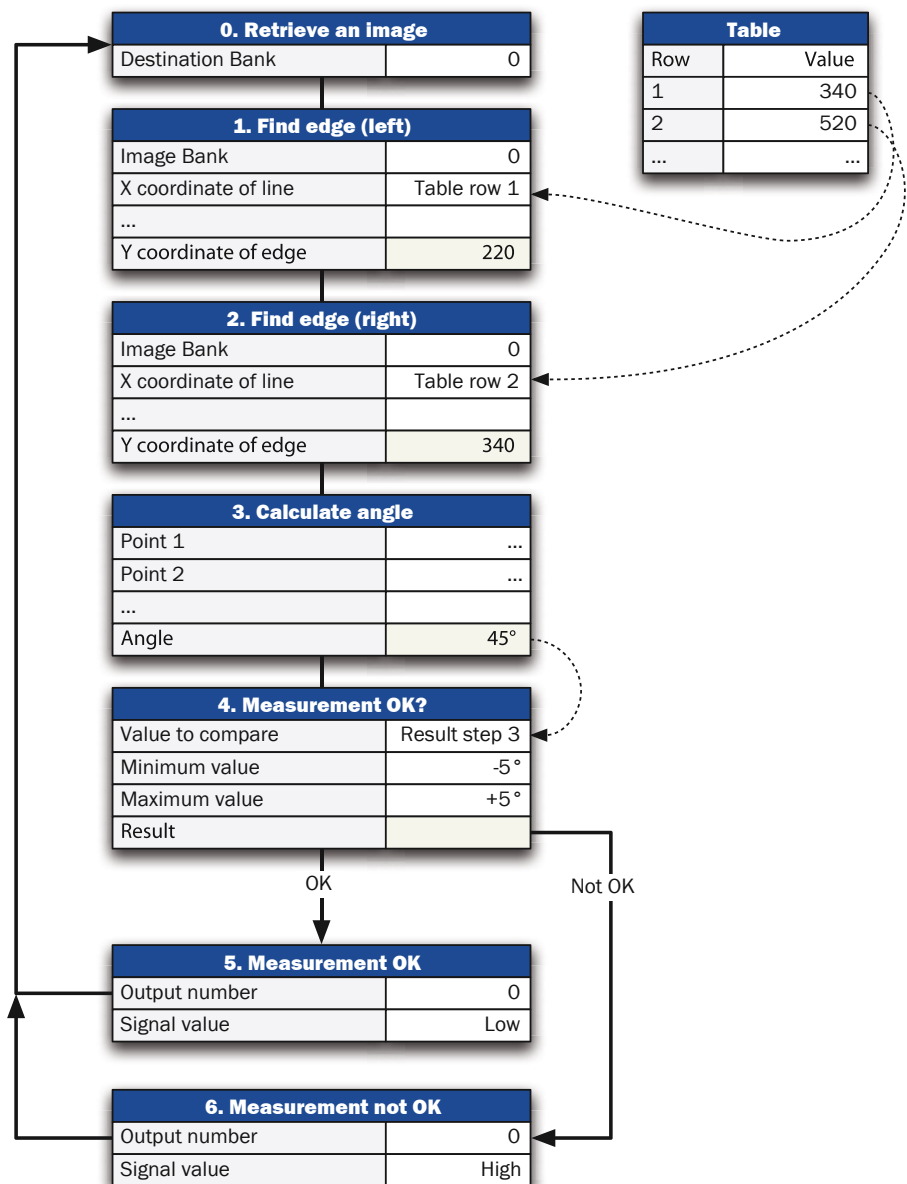 0. Retrieve an image
Destination Bank 0
1. Find edge (left)
Image Bank 0
X coordinate of line Table row 1
...
Y coordinate of edge 220
2. Find edge (right)
Image Bank 0
X coordinate of line Table row 2
...
Y coordinate of edge 340
3. Calculate angle
Point 1 ...
Point 2 ...
...
Angle 45°
4. Measurement OK?
Value to compare Result step 3
Minimum value -5°
Maximum value +5°
Result
OK
Not OK
5. Measurement OK
Output number 0
Signal value Low
6. Measurement not OK
Output number 0
Signal value High
Table
Row Value
1 340
2 520
... ...